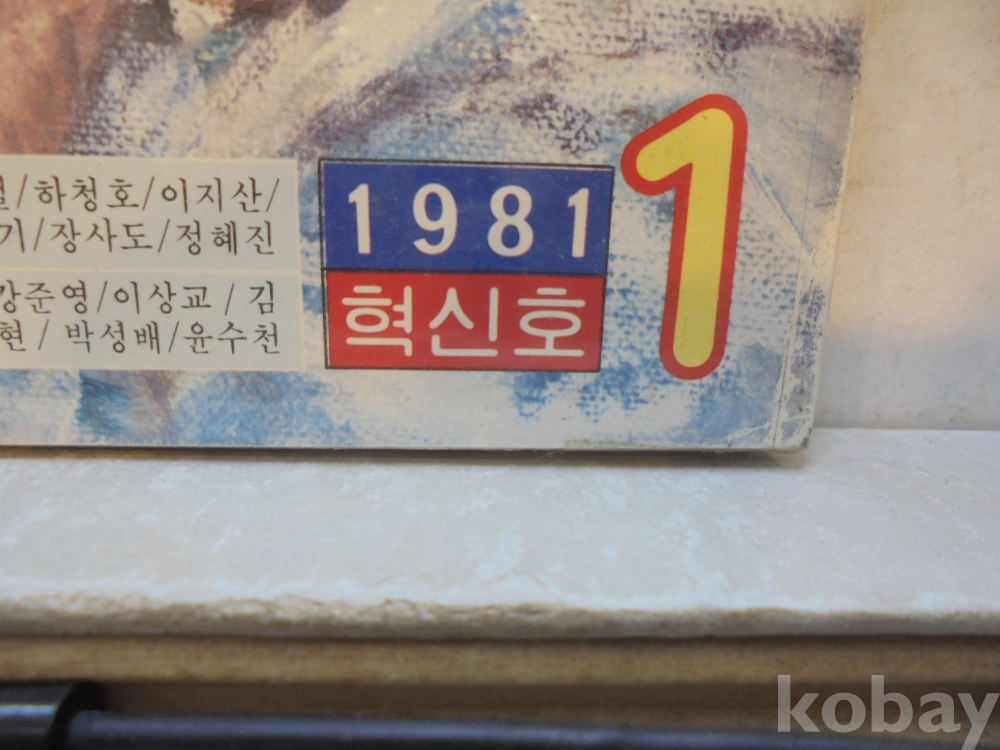 /하청호/이지산/
기/장사도/정혜진
강준영/이상교 / 김
현 / 박성배/윤수천
1981
혁신호
1
kobay